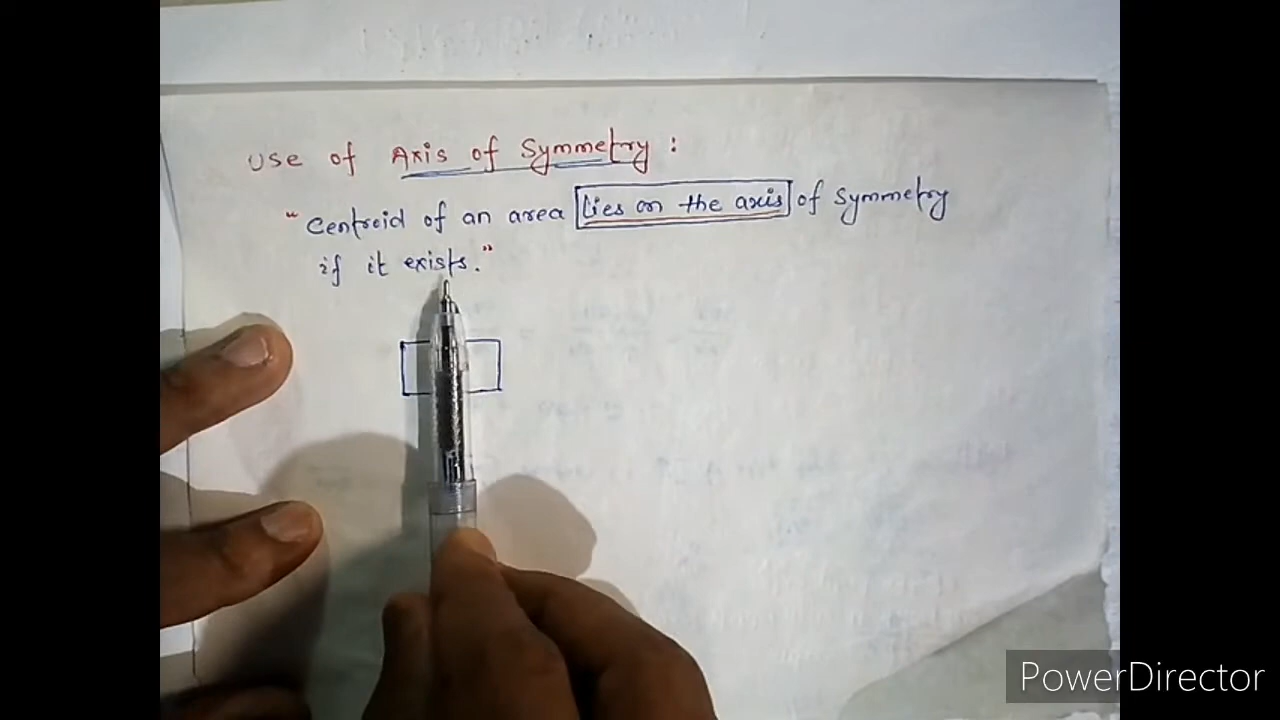 Use of Axis of Symmetry :
"Centroid of an area lies on the axis of symmetry
if it exists."
PowerDirector